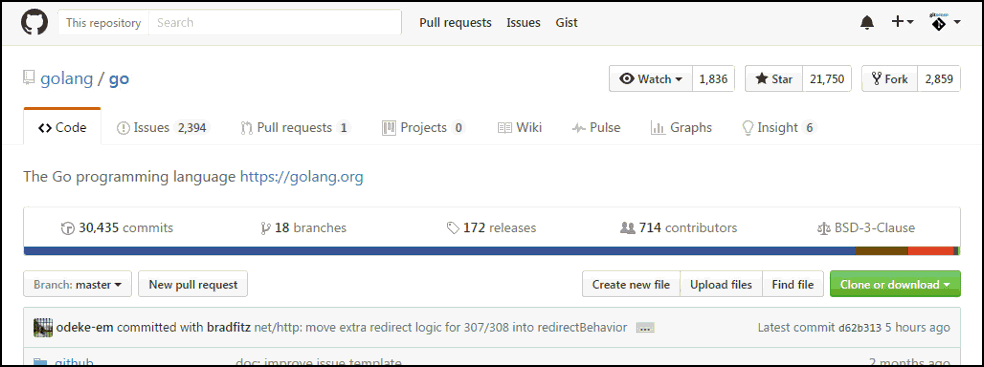 This repository Search Pull requests Issues Gist
golang / go Watch 1,836 Star 21,750 Fork 2,859
Code Issues 2,394 Pull requests 1 Projects 0 Wiki Pulse Graphs Insight 6
The Go programming language https://golang.org
30,435 commits 18 branches 172 releases 714 contributors BSD-3-Clause
Branch: master New pull request Create new file Upload files Find file Clone or download
odeke-em committed with bradfitz net/http: move extra redirect logic for 307/308 into redirectBehavior ... Latest commit d62b313 5 hours ago
.github doc: improve issue template 2 months ago